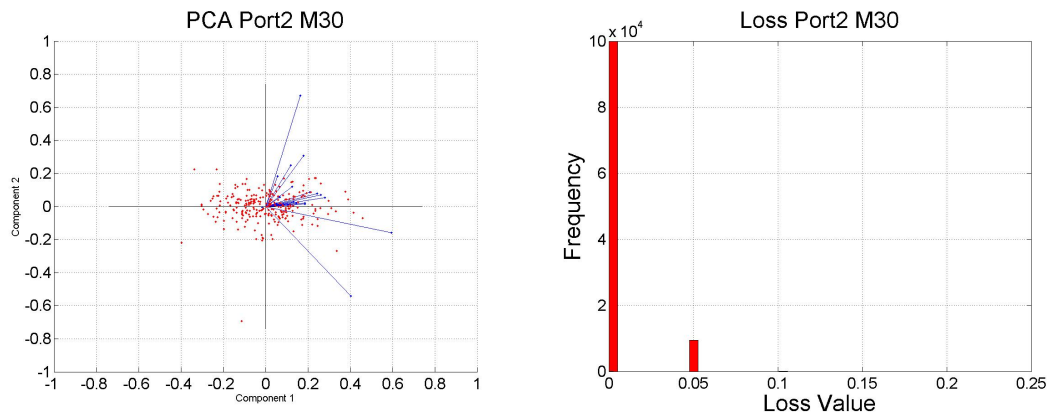 PCA Port2 M30
1
0.8
0.6
0.4
0.2
0
-0.2
-0.4
-0.6
-0.8
-1
Component 2
-1 -0.8 -0.6 -0.4 -0.2 0 0.2 0.4 0.6 0.8 1
Component 1
Loss Port2 M30
x 10⁴
10
8
6
4
2
0
Frequency
0 0.05 0.1 0.15 0.2 0.25
Loss Value